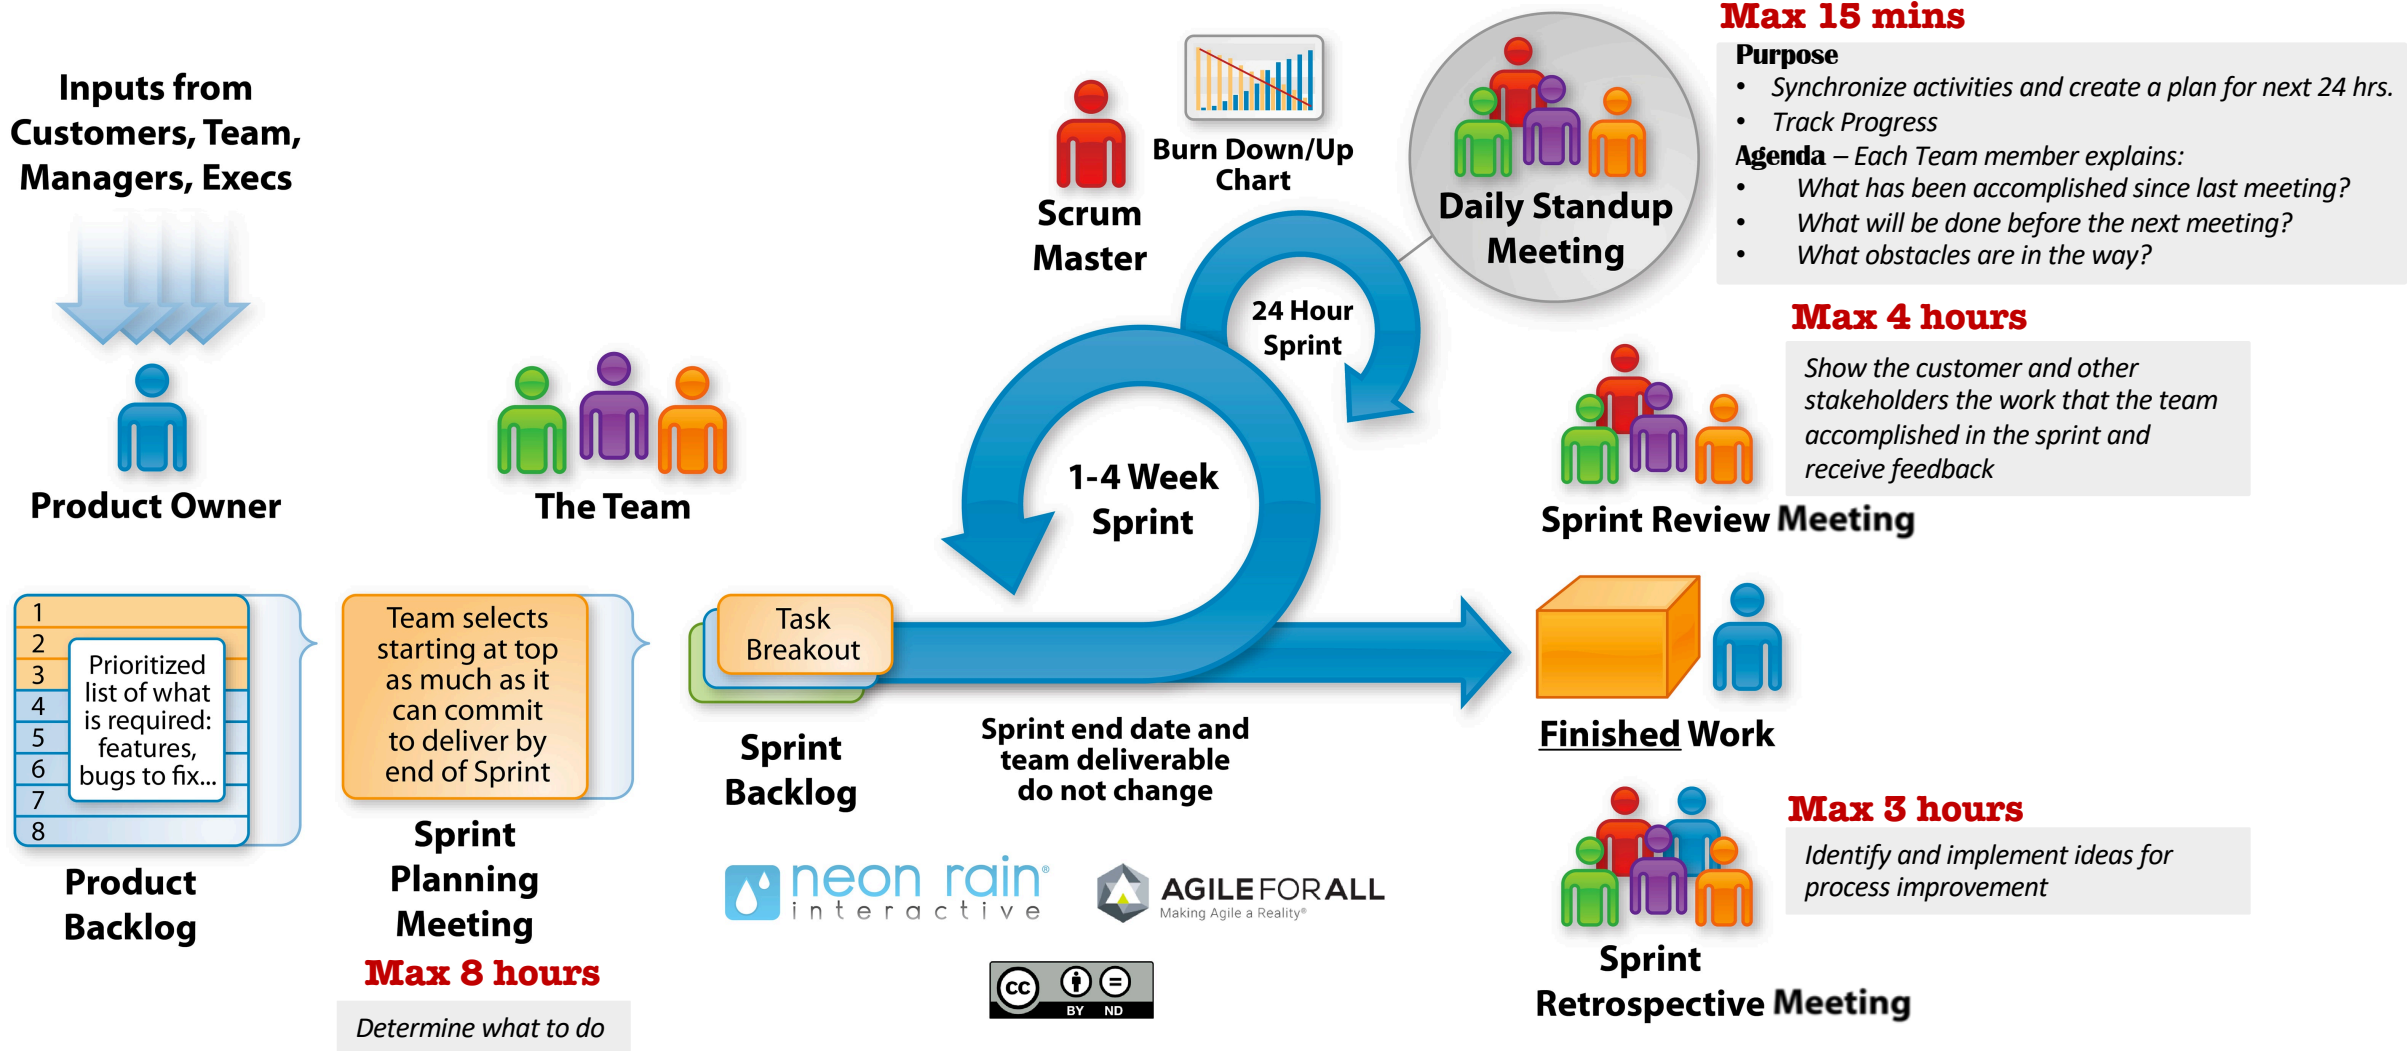 Inputs from
Customers, Team,
Managers, Execs
Product Owner
The Team
Scrum
Master
Burn Down/Up
Chart
Daily Standup
Meeting
24 Hour
Sprint
1-4 Week
Sprint
Max 15 mins
Purpose
• Synchronize activities and create a plan for next 24 hrs.
• Track Progress
Agenda – Each Team member explains:
• What has been accomplished since last meeting?
• What will be done before the next meeting?
• What obstacles are in the way?
Max 4 hours
Show the customer and other
stakeholders the work that the team
accomplished in the sprint and
receive feedback
Sprint Review Meeting
1
2
3
4
5
6
7
8
Prioritized
list of what
is required:
features,
bugs to fix...
Product
Backlog
Team selects
starting at top
as much as it
can commit
to deliver by
end of Sprint
Sprint
Planning
Meeting
Max 8 hours
Determine what to do
Task
Breakout
Sprint
Backlog
Sprint end date and
team deliverable
do not change
Finished Work
neon rain®
interactive
AGILEFORALL
Making Agile a Reality®
cc
BY ND
Max 3 hours
Identify and implement ideas for
process improvement
Sprint
Retrospective Meeting